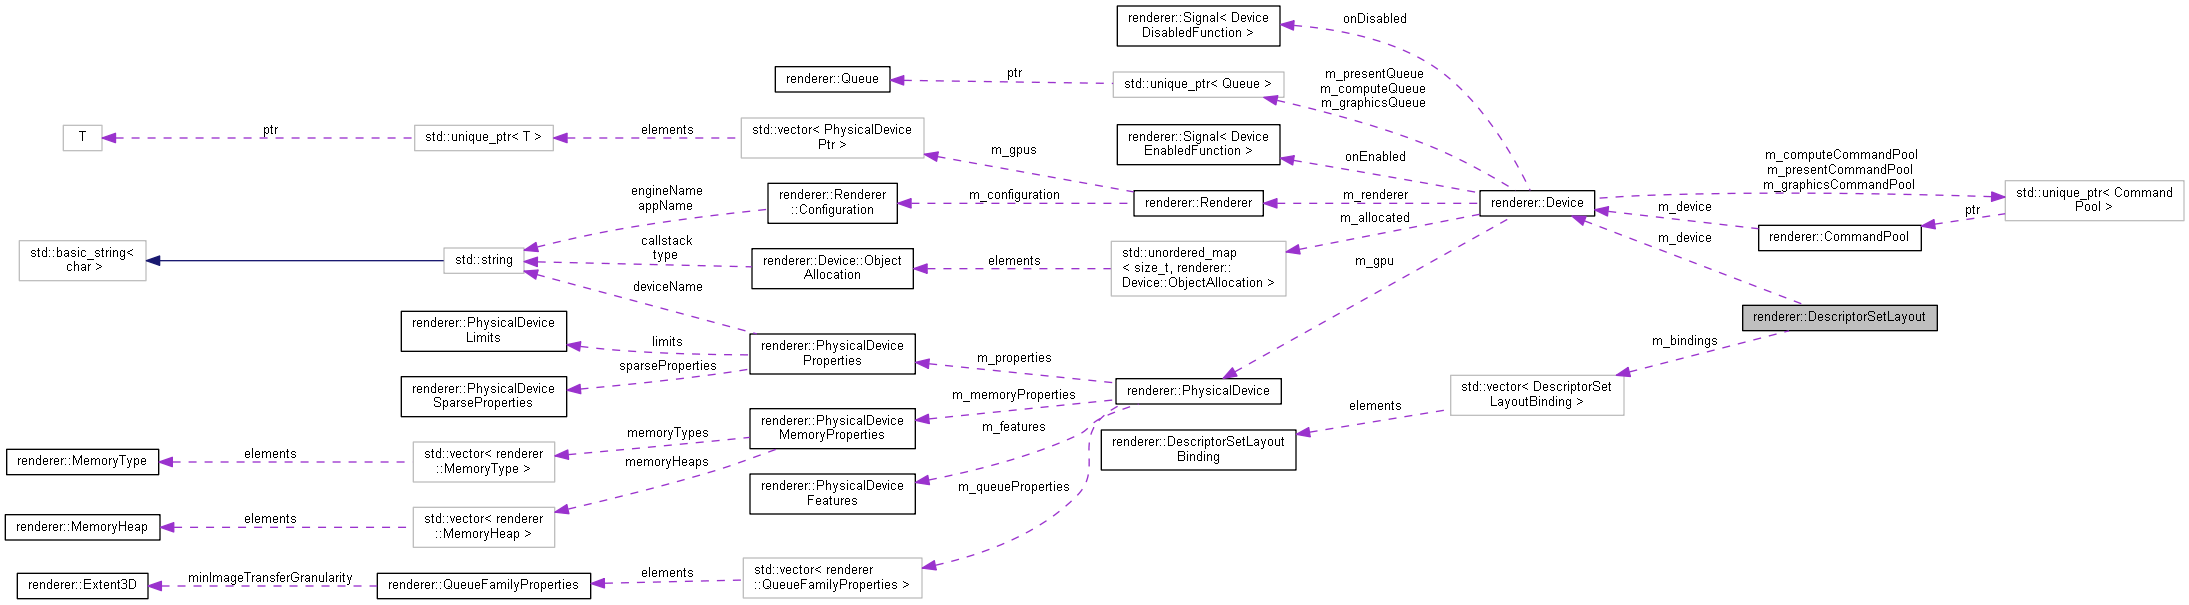 renderer::Signal< Device
DisabledFunction >
onDisabled
renderer::Queue
ptr
std::unique_ptr< Queue >
m_presentQueue
m_computeQueue
m_graphicsQueue
T
ptr
std::unique_ptr< T >
elements
std::vector< PhysicalDevice
Ptr >
m_gpus
renderer::Signal< Device
EnabledFunction >
onEnabled
engineName
appName
renderer::Renderer
::Configuration
m_configuration
renderer::Renderer
m_renderer
renderer::Device
m_computeCommandPool
m_presentCommandPool
m_graphicsCommandPool
std::unique_ptr< Command
Pool >
ptr
m_device
renderer::CommandPool
m_device
std::basic_string<
char >
std::string
callstack
type
renderer::Device::Object
Allocation
elements
std::unordered_map
< size_t, renderer::
Device::ObjectAllocation >
m_allocated
m_gpu
deviceName
renderer::DescriptorSetLayout
renderer::PhysicalDevice
Limits
limits
renderer::PhysicalDevice
Properties
m_properties
m_bindings
renderer::PhysicalDevice
SparseProperties
sparseProperties
renderer::PhysicalDevice
std::vector< DescriptorSet
LayoutBinding >
elements
renderer::DescriptorSetLayout
Binding
m_memoryProperties
renderer::PhysicalDevice
MemoryProperties
memoryTypes
std::vector< renderer
::MemoryType >
elements
renderer::MemoryType
m_features
renderer::PhysicalDevice
Features
memoryHeaps
std::vector< renderer
::MemoryHeap >
elements
renderer::MemoryHeap
m_queueProperties
std::vector< renderer
::QueueFamilyProperties >
elements
renderer::QueueFamilyProperties
minImageTransferGranularity
renderer::Extent3D